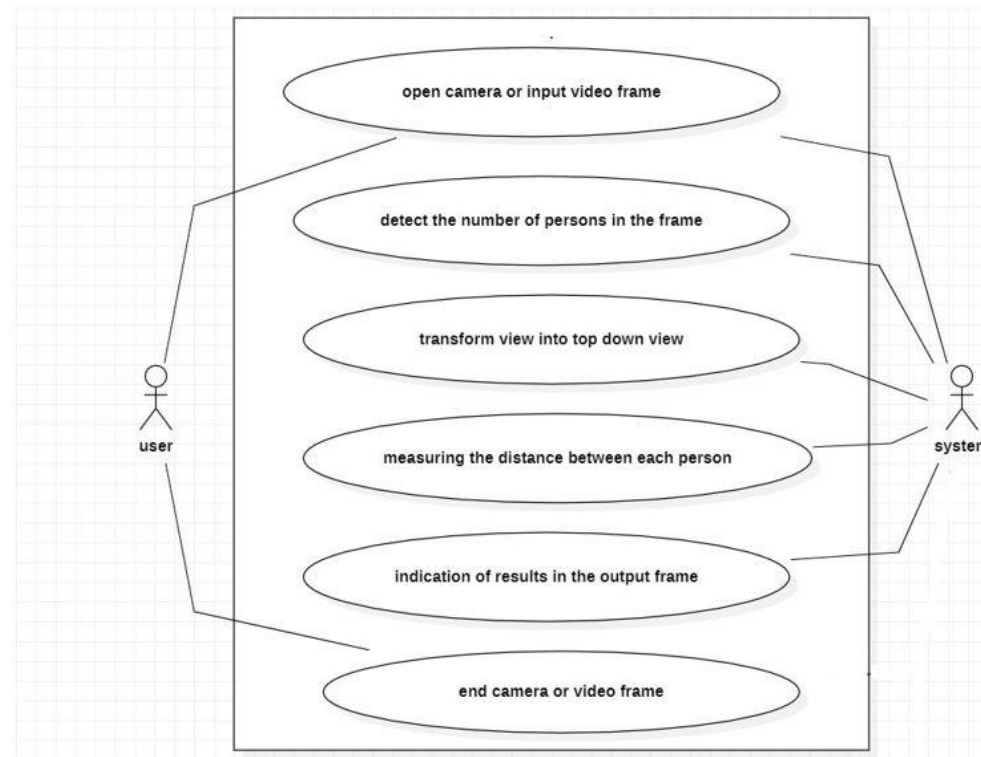 open camera or input video frame
detect the number of persons in the frame
transform view into top down view
user
measuring the distance between each person
syster
indication of results in the output frame
end camera or video frame